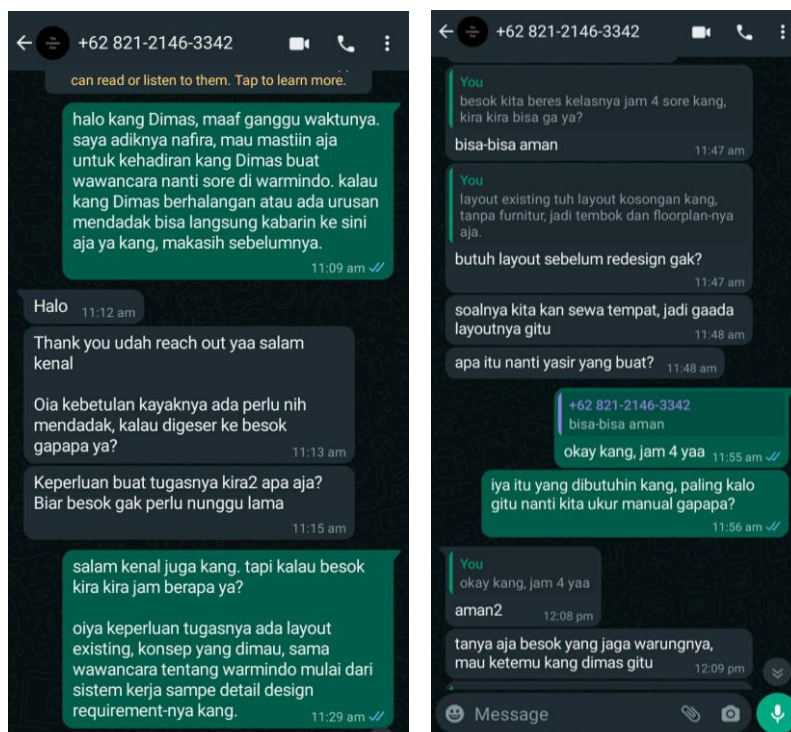 +62 821-2146-3342
can read or listen to them. Tap to learn more.
halo kang Dimas, maaf ganggu waktunya.
saya adiknya nafira, mau mastiin aja
untuk kehadiran kang Dimas buat
wawancara nanti sore di warmindo. kalau
kang Dimas berhalangan atau ada urusan
mendadak bisa langsung kabarin ke sini
aja ya kang, makasih sebelumnya.
11:09 am
Halo 11:12 am
Thank you udah reach out yaa salam
kenal
Oia kebetulan kayaknya ada perlu nih
mendadak, kalau digeser ke besok
gapapa ya?
11:13 am
Keperluan buat tugasnya kira2 apa aja?
Biar besok gak perlu nunggu lama
11:15 am
salam kenal juga kang. tapi kalau besok
kira kira jam berapa ya?
oiya keperluan tugasnya ada layout
existing, konsep yang dimau, sama
wawancara tentang warmindo mulai dari
sistem kerja sampe detail design
requirement-nya kang.
11:29 am
+62 821-2146-3342
You
besok kita beres kelasnya jam 4 sore kang,
kira kira bisa ga ya?
bisa-bisa aman
11:47 am
You
layout existing tuh layout kosongan kang,
tanpa furnitur, jadi tembok dan floorplan-nya
aja.
butuh layout sebelum redesign gak?
11:47 am
soalnya kita kan sewa tempat, jadi gaada
layoutnya gitu
11:48 am
apa itu nanti yasir yang buat? 11:48 am
+62 821-2146-3342
bisa-bisa aman
okay kang, jam 4 yaa 11:55 am
iya itu yang dibutuhin kang, paling kalo
gitu nanti kita ukur manual gapapa?
11:56 am
You
okay kang, jam 4 yaa
aman2
12:08 pm
tanya aja besok yang jaga warungnya,
mau ketemu kang dimas gitu
12:09 pm
Message